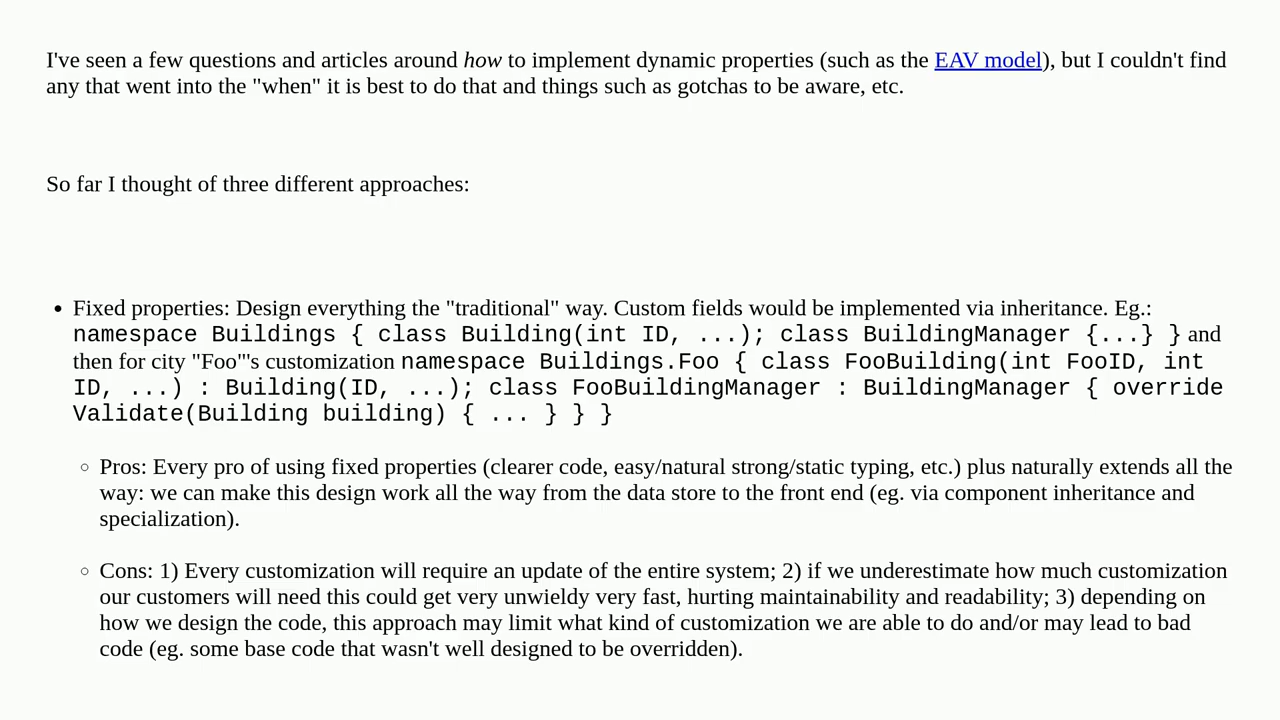 I've seen a few questions and articles around how to implement dynamic properties (such as the EAV model), but I couldn't find
any that went into the "when" it is best to do that and things such as gotchas to be aware, etc.
So far I thought of three different approaches:
• Fixed properties: Design everything the "traditional" way. Custom fields would be implemented via inheritance. Eg.:
namespace Buildings { class Building(int ID, ...); class BuildingManager {...} } and
then for city "Foo"'s customization namespace Buildings.Foo { class FooBuilding(int FooID, int
ID, ...) : Building(ID, ...); class FooBuildingManager : BuildingManager { override
Validate(Building building) { ... } } }
◦ Pros: Every pro of using fixed properties (clearer code, easy/natural strong/static typing, etc.) plus naturally extends all the
way: we can make this design work all the way from the data store to the front end (eg. via component inheritance and
specialization).
◦ Cons: 1) Every customization will require an update of the entire system; 2) if we underestimate how much customization
our customers will need this could get very unwieldy very fast, hurting maintainability and readability; 3) depending on
how we design the code, this approach may limit what kind of customization we are able to do and/or may lead to bad
code (eg. some base code that wasn't well designed to be overridden).